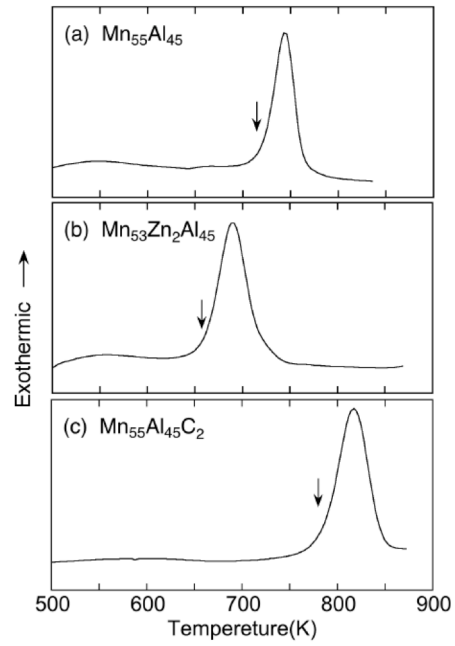 (a) Mn55Al45
(b) Mn53Zn2Al45
(c) Mn55Al45C2
Exothermic
500 600 700 800 900
Tempereture(K)